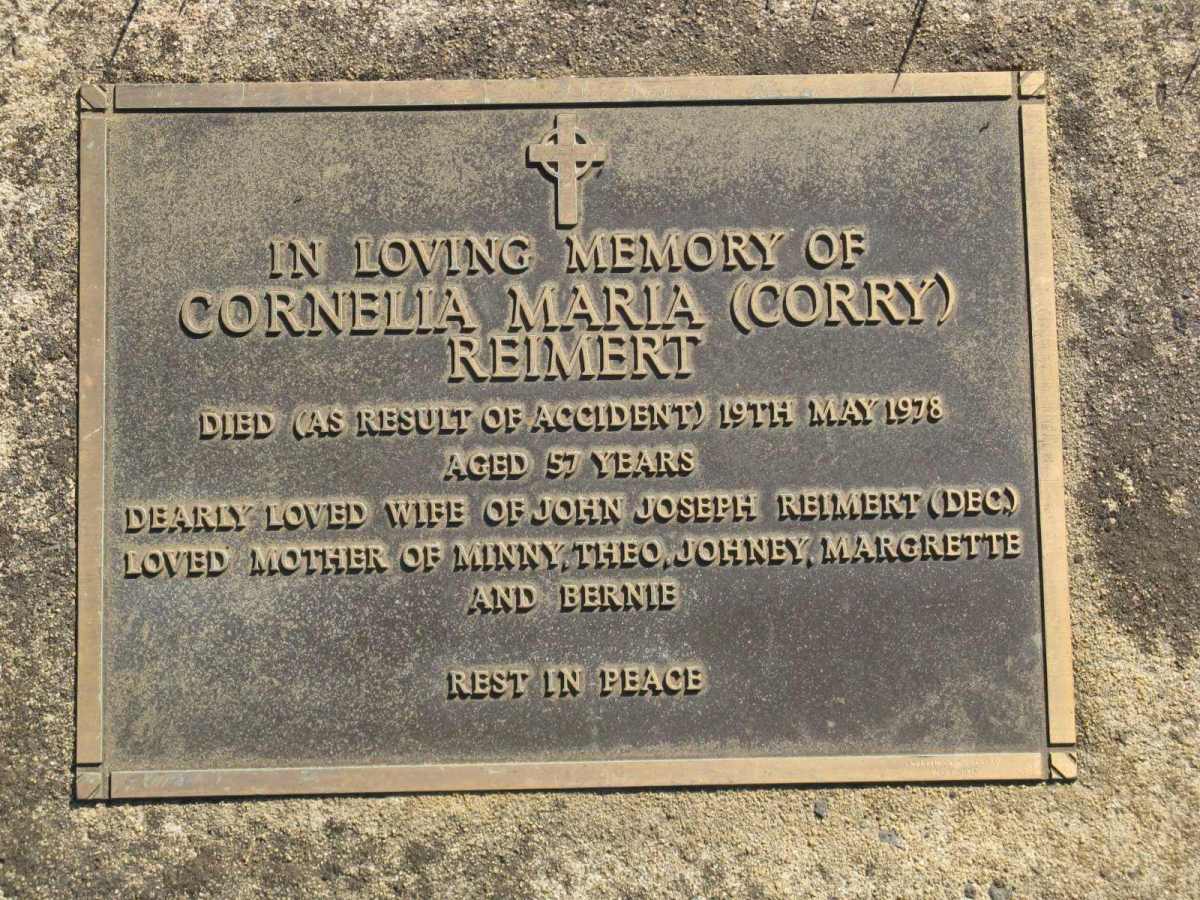 IN LOVING MEMORY OF
CORNELIA MARIA (CORRY)
REIMERT
DIED (AS RESULT OF ACCIDENT) 19TH MAY 1978
AGED 57 YEARS
DEARLY LOVED WIFE OF JOHN JOSEPH REIMERT (DEC)
LOVED MOTHER OF MINNY, THEO, JOHNEY, MARGRETTE
AND BERNIE
REST IN PEACE